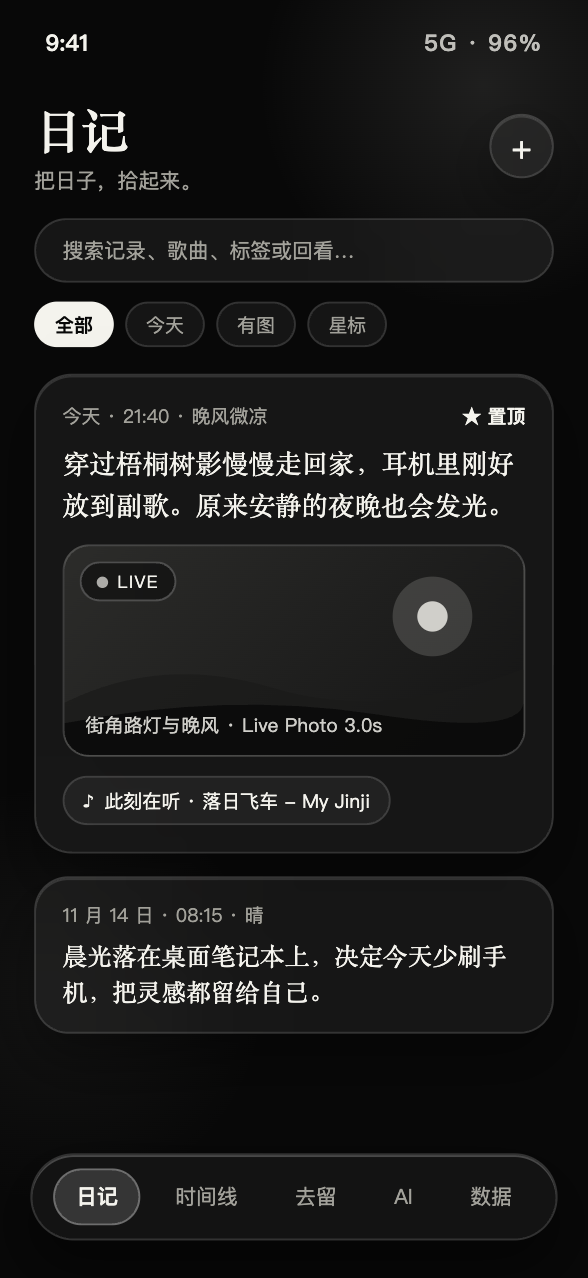 9:41
5G · 96%
日记
+
把日子，拾起来。
搜索记录、歌曲、标签或回看…
全部
今天
有图
星标
今天 · 21:40 · 晚风微凉
★ 置顶
穿过梧桐树影慢慢走回家，耳机里刚好
放到副歌。原来安静的夜晚也会发光。
LIVE
街角路灯与晚风 · Live Photo 3.0s
♪ 此刻在听 · 落日飞车 – My Jinji
11 月 14 日 · 08:15 · 晴
晨光落在桌面笔记本上，决定今天少刷手
机，把灵感都留给自己。
日记
时间线
去留
AI
数据